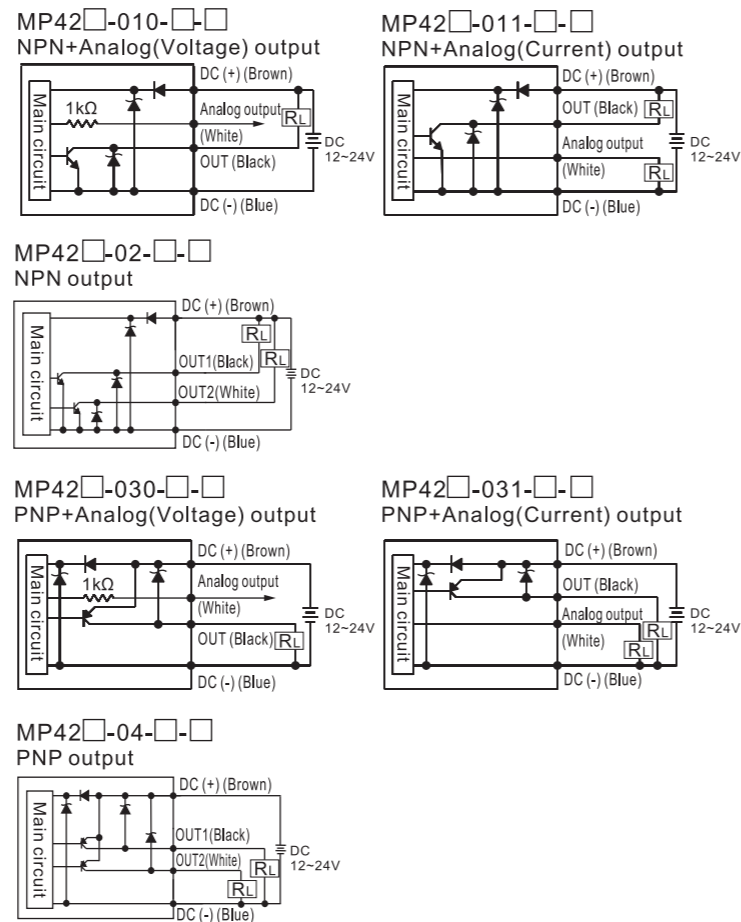 MP42□-010-□-□
NPN+Analog(Voltage) output
Main circuit
1kΩ
DC (+) (Brown)
Analog output
(White)
OUT (Black)
DC (-) (Blue)
RL
DC
12~24V
MP42□-011-□-□
NPN+Analog(Current) output
Main circuit
DC (+) (Brown)
OUT (Black)
RL
Analog output
(White)
RL
DC (-) (Blue)
DC
12~24V
MP42□-02-□-□
NPN output
Main circuit
DC (+) (Brown)
RL
OUT1(Black)
RL
OUT2(White)
DC (-) (Blue)
DC
12~24V
MP42□-030-□-□
PNP+Analog(Voltage) output
Main circuit
1kΩ
DC (+) (Brown)
Analog output
(White)
OUT (Black)
RL
DC (-) (Blue)
DC
12~24V
MP42□-031-□-□
PNP+Analog(Current) output
Main circuit
DC (+) (Brown)
OUT (Black)
Analog output
(White)
RL
RL
DC (-) (Blue)
DC
12~24V
MP42□-04-□-□
PNP output
Main circuit
DC (+) (Brown)
OUT1(Black)
OUT2(White)
RL
RL
DC (-) (Blue)
DC
12~24V